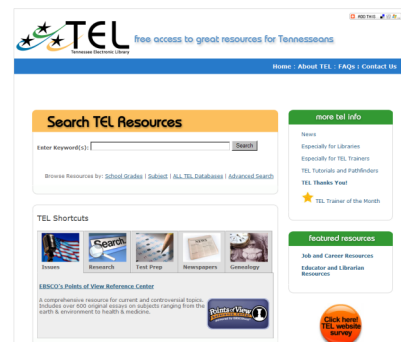 ADD THIS
TEL
Tennessee Electronic Library
free access to great resources for Tennesseans
Home : About TEL : FAQs : Contact Us
Search TEL Resources
Enter Keyword(s):
Search
Browse Resources by: School Grades | Subject | ALL TEL Databases | Advanced Search
more tel info
News
Especially for Libraries
Especially for TEL Trainers
TEL Tutorials and Pathfinders
TEL Thanks You!
TEL Trainer of the Month
TEL Shortcuts
Search
Issues
Research
Test Prep
Newspapers
Genealogy
EBSCO's Points of View Reference Center
A comprehensive resource for current and controversial topics.
Includes over 600 original essays on subjects ranging from the
earth & environment to health & medicine.
Points of View
featured resources
Job and Career Resources
Educator and Librarian
Resources
Click here!
TEL website
survey